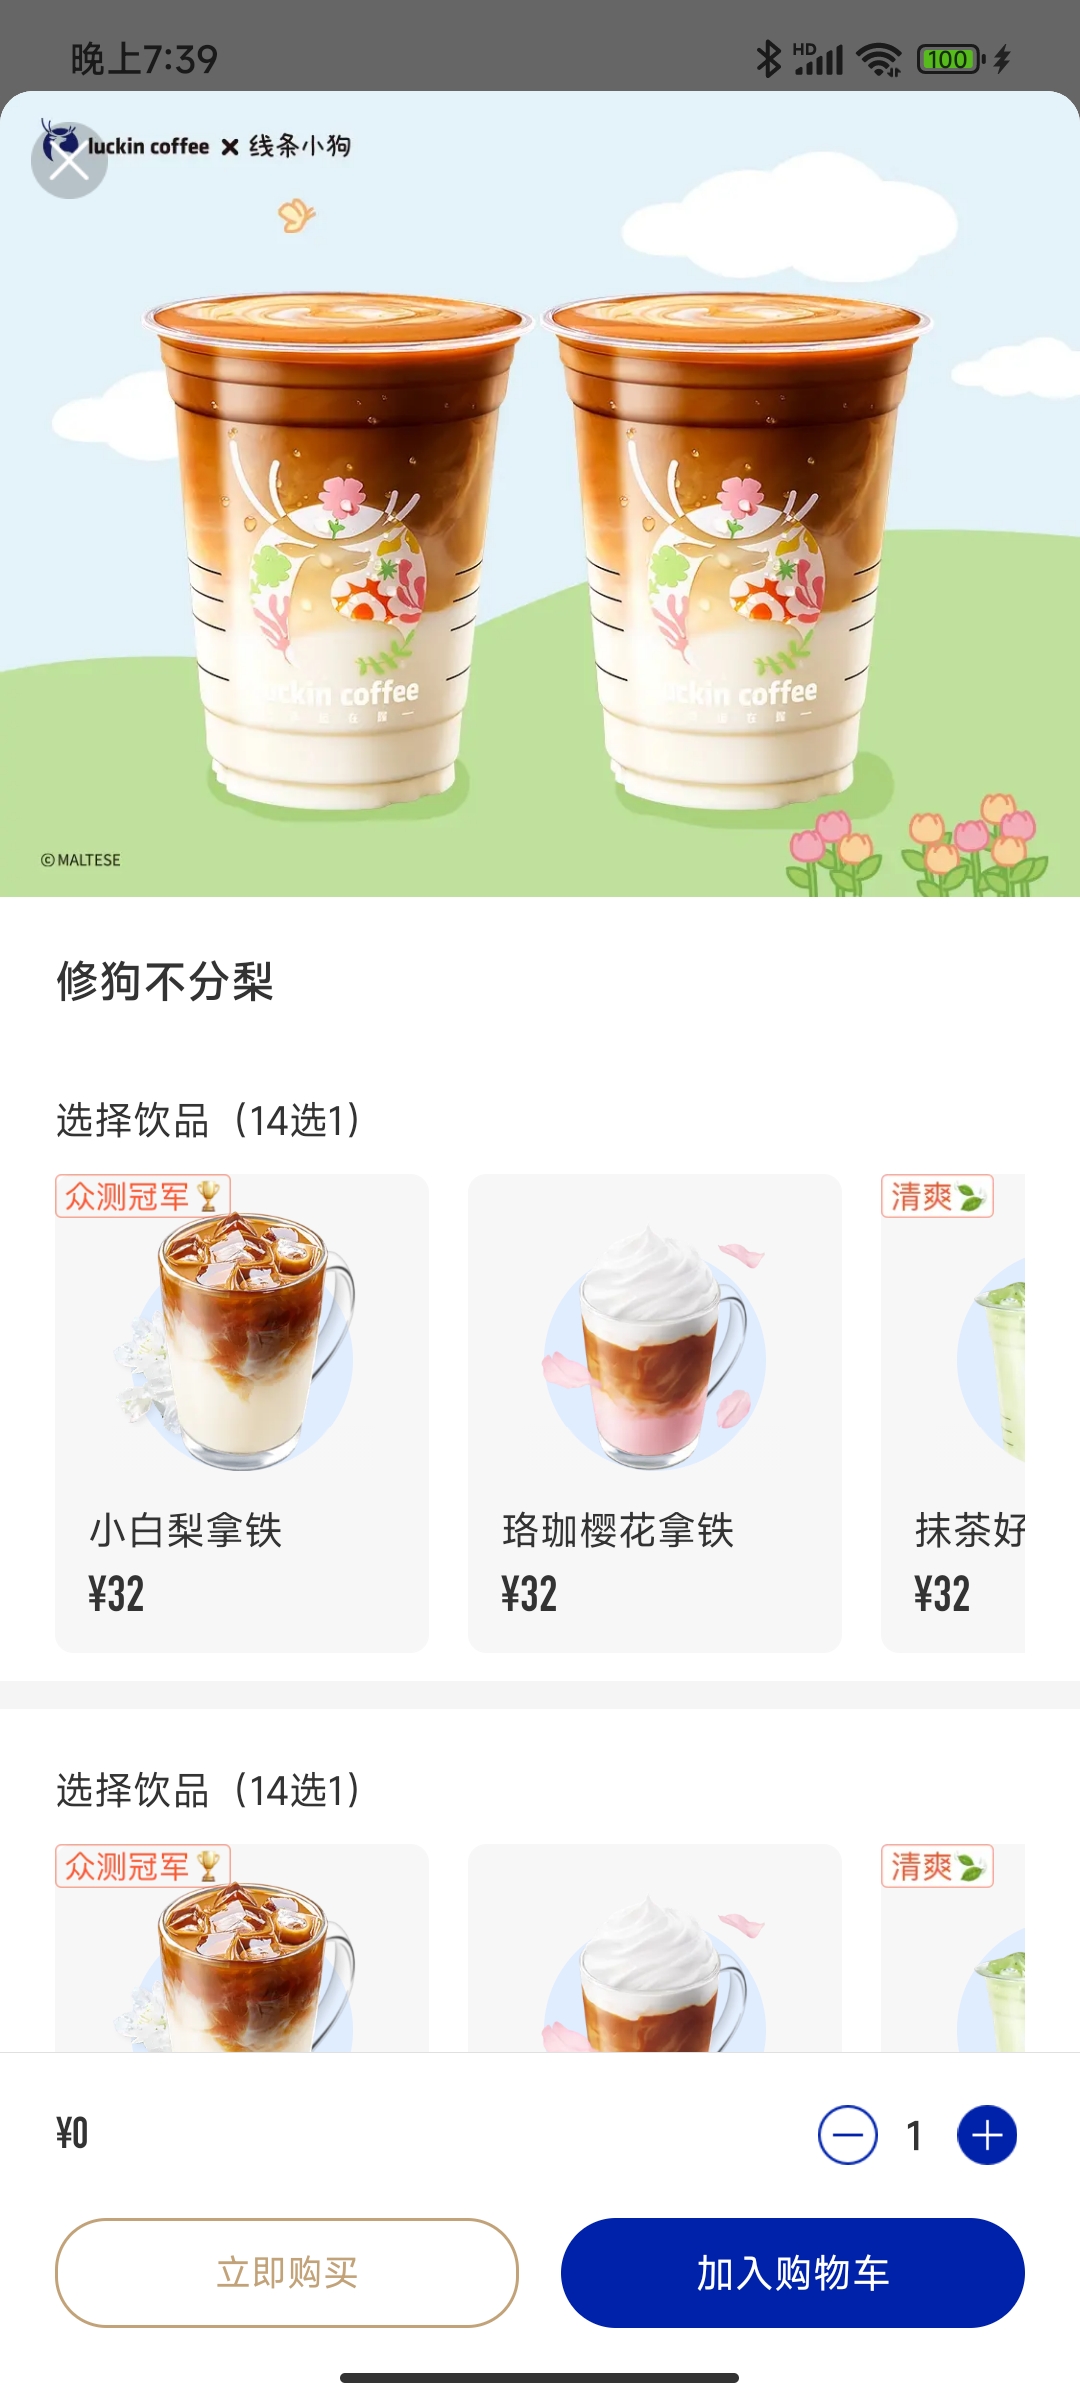 晚上7:39
HD
100
luckin coffee × 线条小狗
luckin coffee
uckin coffee
©MALTESE
修狗不分梨
选择饮品（14选1）
众测冠军
清爽
小白梨拿铁
珞珈樱花拿铁
抹茶好
¥32
¥32
¥32
选择饮品（14选1）
众测冠军
清爽
¥0
1
立即购买
加入购物车